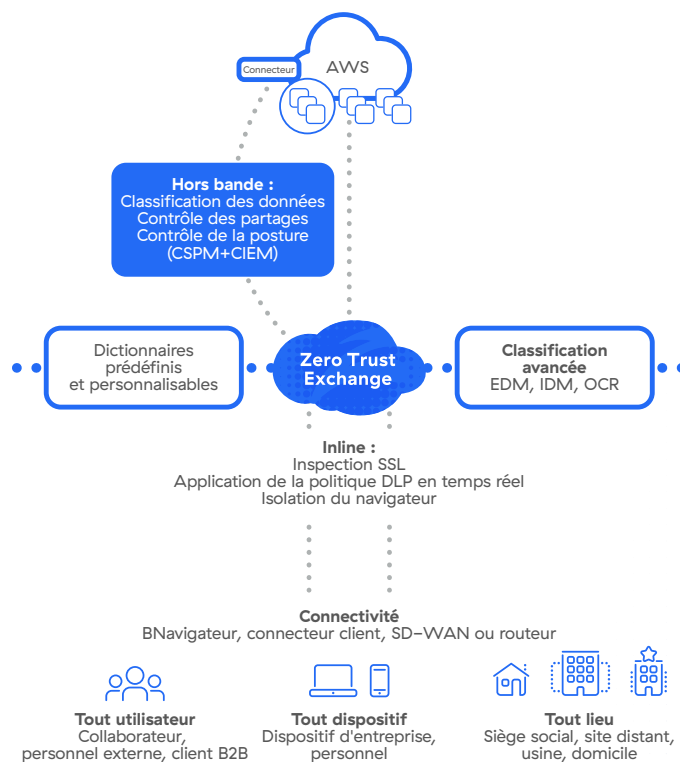 Connecteur
AWS
Hors bande :
Classification des données
Contrôle des partages
Contrôle de la posture
(CSPM+CIEM)
Dictionnaires
prédéfinis
et personnalisables
Zero Trust
Exchange
Classification
avancée
EDM, IDM, OCR
Inline :
Inspection SSL
Application de la politique DLP en temps réel
Isolation du navigateur
Connectivité
BNavigateur, connecteur client, SD-WAN ou routeur
Tout utilisateur
Collaborateur,
personnel externe, client B2B
Tout dispositif
Dispositif d'entreprise,
personnel
Tout lieu
Siège social, site distant,
usine, domicile